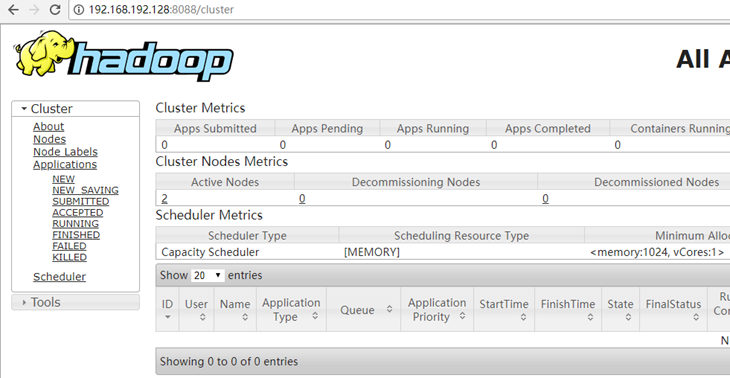 192.168.192.128:8088/cluster
hadoop
All A
Cluster
About
Nodes
Node Labels
Applications
NEW
NEW_SAVING
SUBMITTED
ACCEPTED
RUNNING
FINISHED
FAILED
KILLED
Scheduler
Tools
Cluster Metrics
Apps Submitted Apps Pending Apps Running Apps Completed Containers Running
0 0 0 0 0
Cluster Nodes Metrics
Active Nodes Decommissioning Nodes Decommissioned Nodes
2 0 0
Scheduler Metrics
Scheduler Type Scheduling Resource Type Minimum Alloc
Capacity Scheduler [MEMORY] <memory:1024, vCores:1>
Show 20 entries
ID User Name Application Type Queue Application Priority StartTime FinishTime State FinalStatus Ru Con
N
Showing 0 to 0 of 0 entries